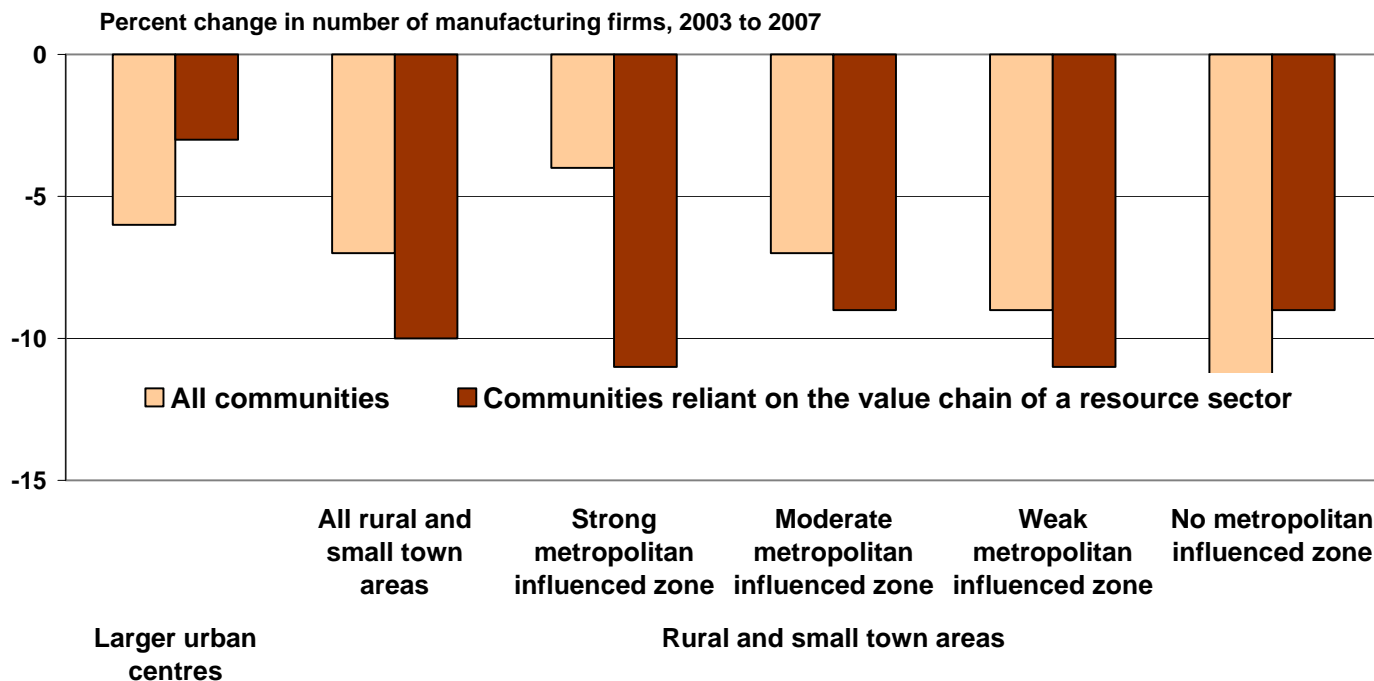 Percent change in number of manufacturing firms, 2003 to 2007
0
-5
-10
-15
All communities
Communities reliant on the value chain of a resource sector
All rural and
small town
areas
Strong
metropolitan
influenced zone
Moderate
metropolitan
influenced zone
Weak
metropolitan
influenced zone
No metropolitan
influenced zone
Larger urban
centres
Rural and small town areas